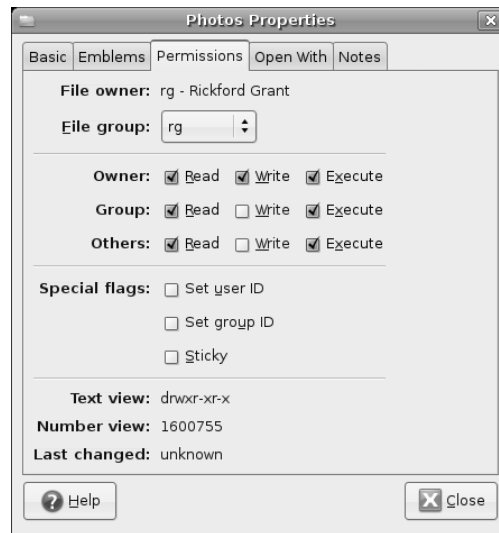 Photos Properties
Basic Emblems Permissions Open With Notes
File owner: rg - Rickford Grant
File group: rg
Owner: Read Write Execute
Group: Read Write Execute
Others: Read Write Execute
Special flags: Set user ID
Set group ID
Sticky
Text view: drwxr-xr-x
Number view: 1600755
Last changed: unknown
Help Close